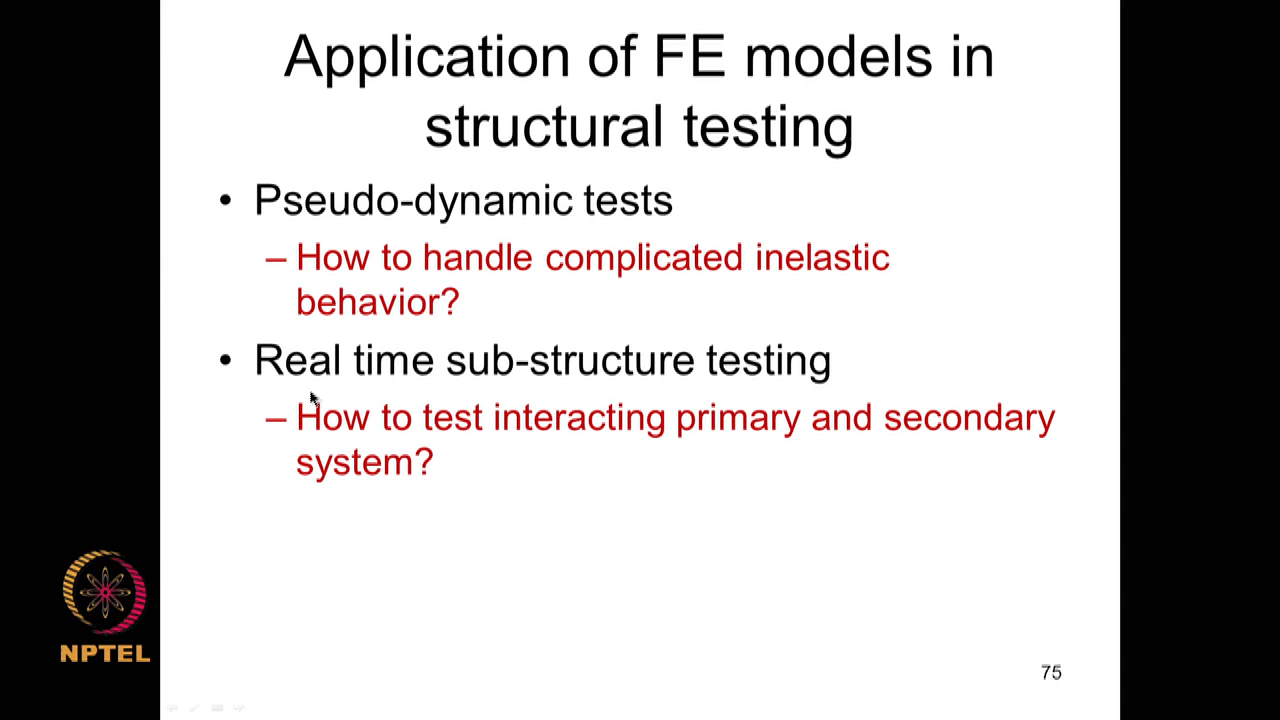 Application of FE models in
structural testing
• Pseudo-dynamic tests
– How to handle complicated inelastic
behavior?
• Real time sub-structure testing
– How to test interacting primary and secondary
system?
NPTEL
75